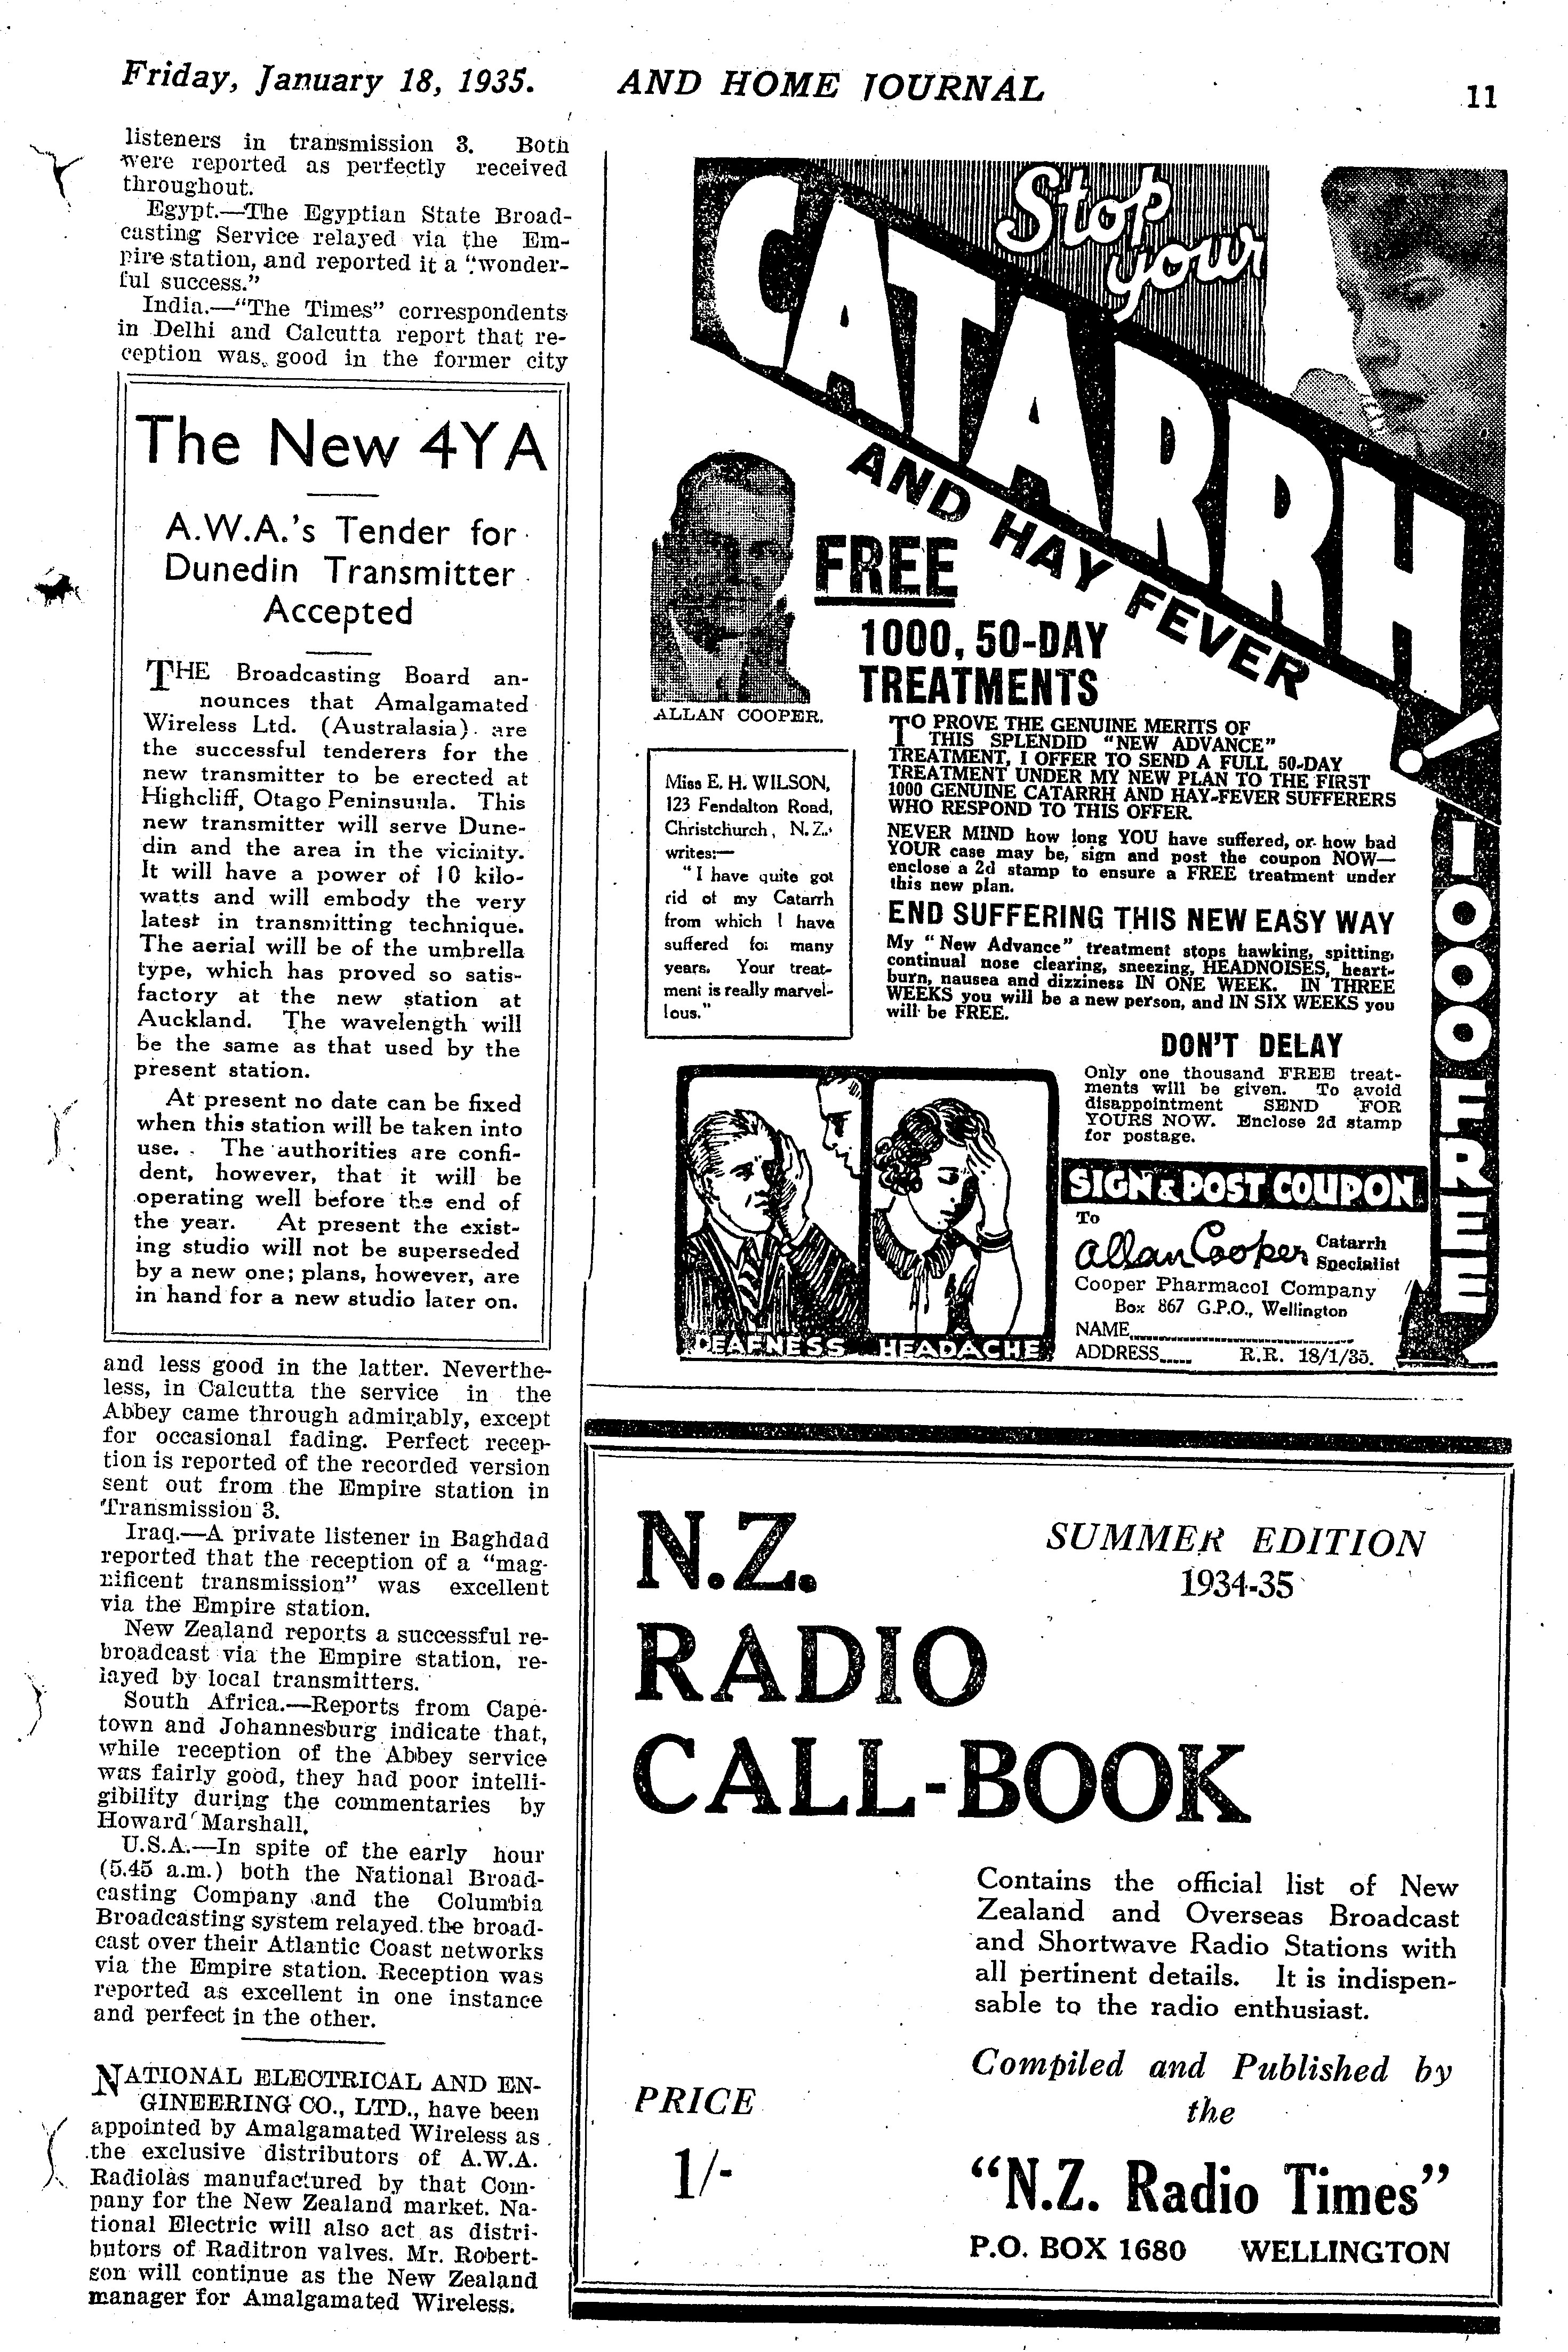 Friday, January 18, 1935.
AND HOME JOURNAL
11
listeners in transmission 3. Both
were reported as perfectly received
throughout.
Egypt.—The Egyptian State Broad-
casting Service relayed via the Em-
pire station, and reported it a "wonder-
ful success."
India.—"The Times" correspondents
in Delhi and Calcutta report that re-
ception was good in the former city
The New 4YA
A.W.A.'s Tender for
Dunedin Transmitter
Accepted
THE Broadcasting Board an-
nounces that Amalgamated
Wireless Ltd. (Australasia) are
the successful tenderers for the
new transmitter to be erected at
Highcliff, Otago Peninsula. This
new transmitter will serve Dune-
din and the area in the vicinity.
It will have a power of 10 kilo-
watts and will embody the very
latest in transmitting technique.
The aerial will be of the umbrella
type, which has proved so satis-
factory at the new station at
Auckland. The wavelength will
be the same as that used by the
present station.
At present no date can be fixed
when this station will be taken into
use. The authorities are confi-
dent, however, that it will be
operating well before the end of
the year. At present the exist-
ing studio will not be superseded
by a new one; plans, however, are
in hand for a new studio later on.
and less good in the latter. Neverthe-
less, in Calcutta the service in the
Abbey came through admirably, except
for occasional fading. Perfect recep-
tion is reported of the recorded version
sent out from the Empire station in
Transmission 3.
Iraq.—A private listener in Baghdad
reported that the reception of a "mag-
nificent transmission" was excellent
via the Empire station.
New Zealand reports a successful re-
broadcast via the Empire station, re-
layed by local transmitters.
South Africa.—Reports from Cape-
town and Johannesburg indicate that,
while reception of the Abbey service
was fairly good, they had poor intelli-
gibility during the commentaries by
Howard Marshall.
U.S.A.—In spite of the early hour
(5.45 a.m.) both the National Broad-
casting Company and the Columbia
Broadcasting system relayed the broad-
cast over their Atlantic Coast networks
via the Empire station. Reception was
reported as excellent in one instance
and perfect in the other.
NATIONAL ELECTRICAL AND EN-
GINEERING CO., LTD., have been
appointed by Amalgamated Wireless as
the exclusive distributors of A.W.A.
Radiolas manufactured by that Com-
pany for the New Zealand market. Na-
tional Electric will also act as distri-
butors of Raditron valves. Mr. Robert-
son will continue as the New Zealand
manager for Amalgamated Wireless.
Stop
your
CATARRH!
AND HAY FEVER
FREE
1000, 50-DAY
TREATMENTS
ALLAN COOPER.
TO PROVE THE GENUINE MERITS OF
THIS SPLENDID "NEW ADVANCE"
TREATMENT, I OFFER TO SEND A FULL 50-DAY
TREATMENT UNDER MY NEW PLAN TO THE FIRST
1000 GENUINE CATARRH AND HAY-FEVER SUFFERERS
WHO RESPOND TO THIS OFFER.
NEVER MIND how long YOU have suffered, or how bad
YOUR case may be, sign and post the coupon NOW—
enclose a 2d stamp to ensure a FREE treatment under
this new plan.
END SUFFERING THIS NEW EASY WAY
My "New Advance" treatment stops hawking, spitting,
continual nose clearing, sneezing, HEADNOISES, heart-
burn, nausea and dizziness IN ONE WEEK. IN THREE
WEEKS you will be a new person, and IN SIX WEEKS you
will be FREE.
Miss E. H. WILSON,
123 Fendalton Road,
Christchurch, N.Z.
writes:—
"I have quite got
rid of my Catarrh
from which I have
suffered for many
years. Your treat-
ment is really marvel-
lous."
DON'T DELAY
Only one thousand FREE treat-
ments will be given. To avoid
disappointment SEND FOR
YOURS NOW. Enclose 2d stamp
for postage.
1000 FREE
DEAFNESS
HEADACHE
SIGN & POST COUPON
To
Allan Cooper Catarrh
Specialist
Cooper Pharmacol Company
Box 867 G.P.O., Wellington
NAME
ADDRESS..... R.R. 18/1/35.
N.Z.
RADIO
CALL-BOOK
SUMMER EDITION
1934-35
Contains the official list of New
Zealand and Overseas Broadcast
and Shortwave Radio Stations with
all pertinent details. It is indispen-
sable to the radio enthusiast.
Compiled and Published by
the
"N.Z. Radio Times"
P.O. BOX 1680 WELLINGTON
PRICE
1/-